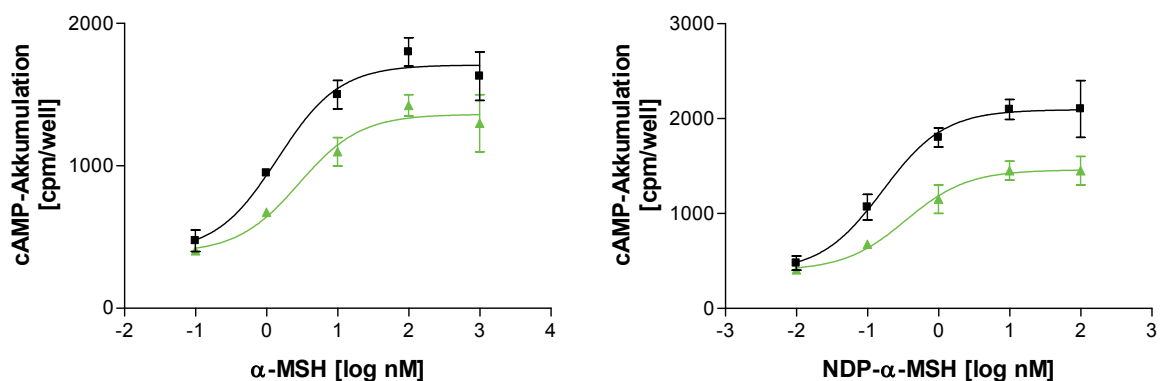 cAMP-Akkumulation
[cpm/well]
2000
1000
0
-2 -1 0 1 2 3 4
α-MSH [log nM]
cAMP-Akkumulation
[cpm/well]
3000
2000
1000
0
-3 -2 -1 0 1 2 3
NDP-α-MSH [log nM]